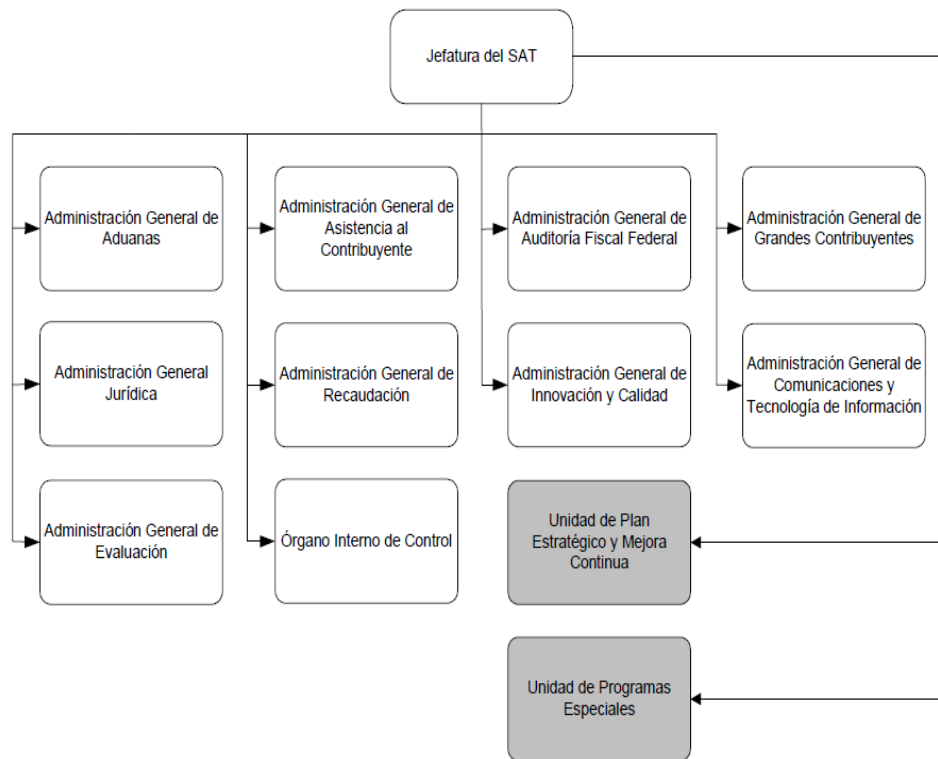 Jefatura del SAT
Administración General de
Aduanas
Administración General de
Asistencia al
Contribuyente
Administración General de
Auditoría Fiscal Federal
Administración General de
Grandes Contribuyentes
Administración General
Jurídica
Administración General de
Recaudación
Administración General de
Innovación y Calidad
Administración General de
Comunicaciones y
Tecnología de Información
Administración General de
Evaluación
Órgano Interno de Control
Unidad de Plan
Estratégico y Mejora
Continua
Unidad de Programas
Especiales